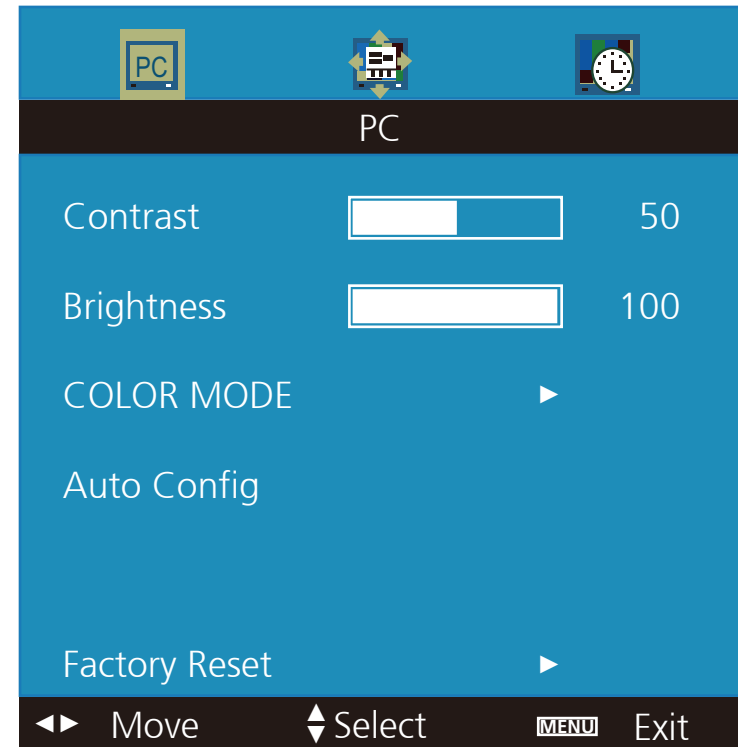 PC
PC
Contrast 50
Brightness 100
COLOR MODE ►
Auto Config
Factory Reset ►
◄► Move ▲▼ Select MENU Exit